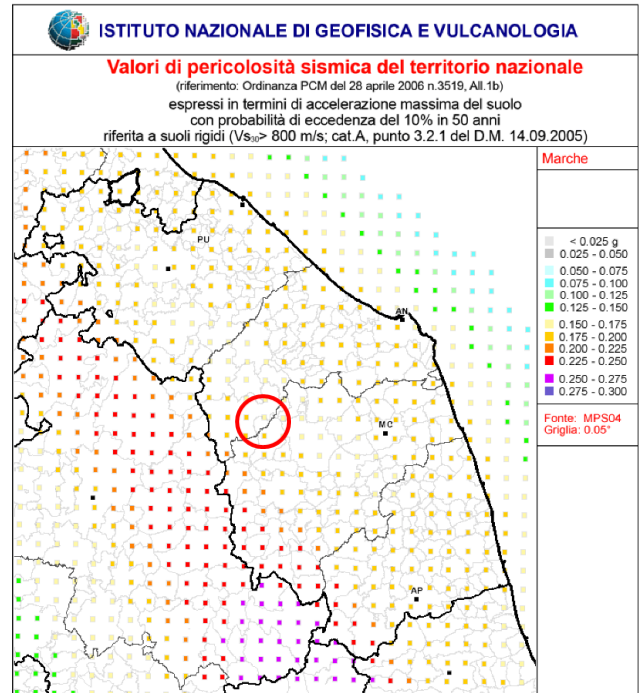 ISTITUTO NAZIONALE DI GEOFISICA E VULCANOLOGIA
Valori di pericolosità sismica del territorio nazionale
(riferimento: Ordinanza PCM del 28 aprile 2006 n.3519, All.1b)
espressi in termini di accelerazione massima del suolo
con probabilità di eccedenza del 10% in 50 anni
riferita a suoli rigidi (Vs₃₀> 800 m/s; cat.A, punto 3.2.1 del D.M. 14.09.2005)
Marche
< 0.025 g
0.025 - 0.050
0.050 - 0.075
0.075 - 0.100
0.100 - 0.125
0.125 - 0.150
0.150 - 0.175
0.175 - 0.200
0.200 - 0.225
0.225 - 0.250
0.250 - 0.275
0.275 - 0.300
Fonte: MPS04
Griglia: 0.05°
PU
AN
MC
AP